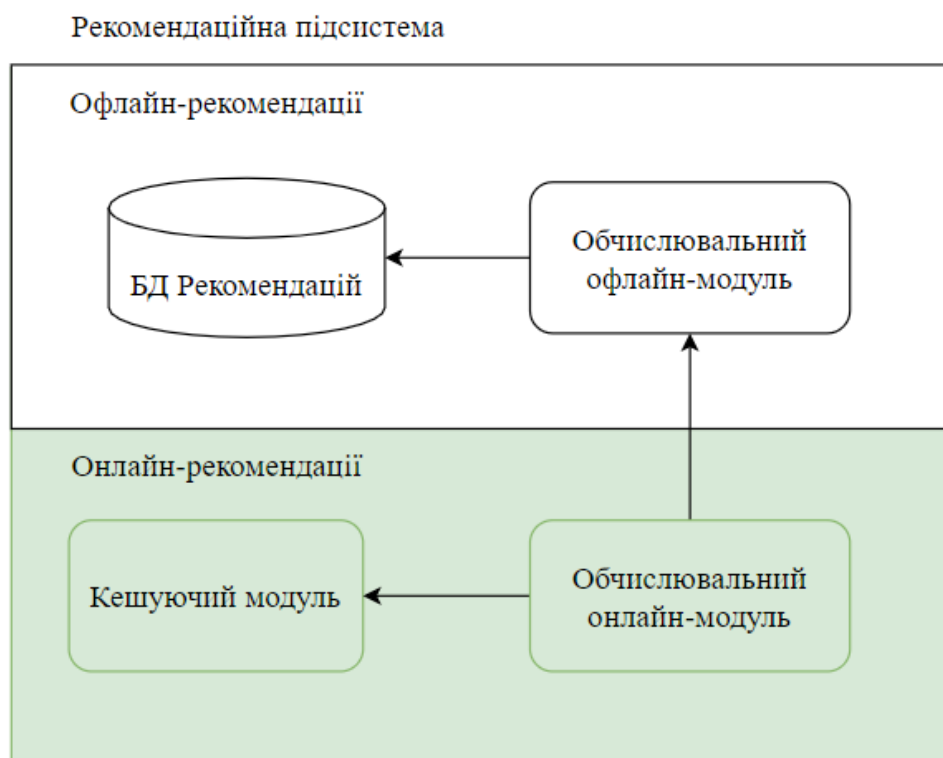 Рекомендаційна підсистема
Офлайн-рекомендації
БД Рекомендацій
Обчислювальний
офлайн-модуль
Онлайн-рекомендації
Кешуючий модуль
Обчислювальний
онлайн-модуль